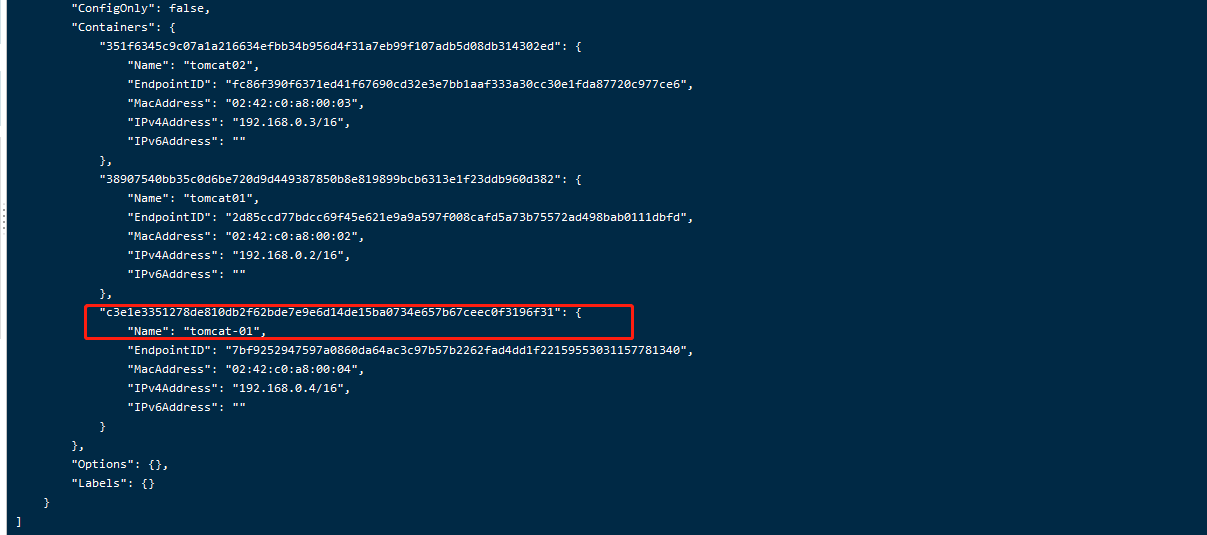 "ConfigOnly": false,
"Containers": {
"351f6345c9c07a1a216634efbb34b956d4f31a7eb99f107adb5d08db314302ed": {
"Name": "tomcat02",
"EndpointID": "fc86f390f6371ed41f67690cd32e3e7bb1aaf333a30cc30e1fda87720c977ce6",
"MacAddress": "02:42:c0:a8:00:03",
"IPv4Address": "192.168.0.3/16",
"IPv6Address": ""
},
"38907540bb35c0d6be720d9d449387850b8e819899bcb6313e1f23ddb960d382": {
"Name": "tomcat01",
"EndpointID": "2d85ccd77bdcc69f45e621e9a9a597f008cafd5a73b75572ad498bab0111dbfd",
"MacAddress": "02:42:c0:a8:00:02",
"IPv4Address": "192.168.0.2/16",
"IPv6Address": ""
},
"c3e1e3351278de810db2f62bde7e9e6d14de15ba0734e657b67ceec0f3196f31": {
"Name": "tomcat-01",
"EndpointID": "7bf9252947597a0860da64ac3c97b57b2262fad4dd1f22159553031157781340",
"MacAddress": "02:42:c0:a8:00:04",
"IPv4Address": "192.168.0.4/16",
"IPv6Address": ""
}
},
"Options": {},
"Labels": {}
}
]